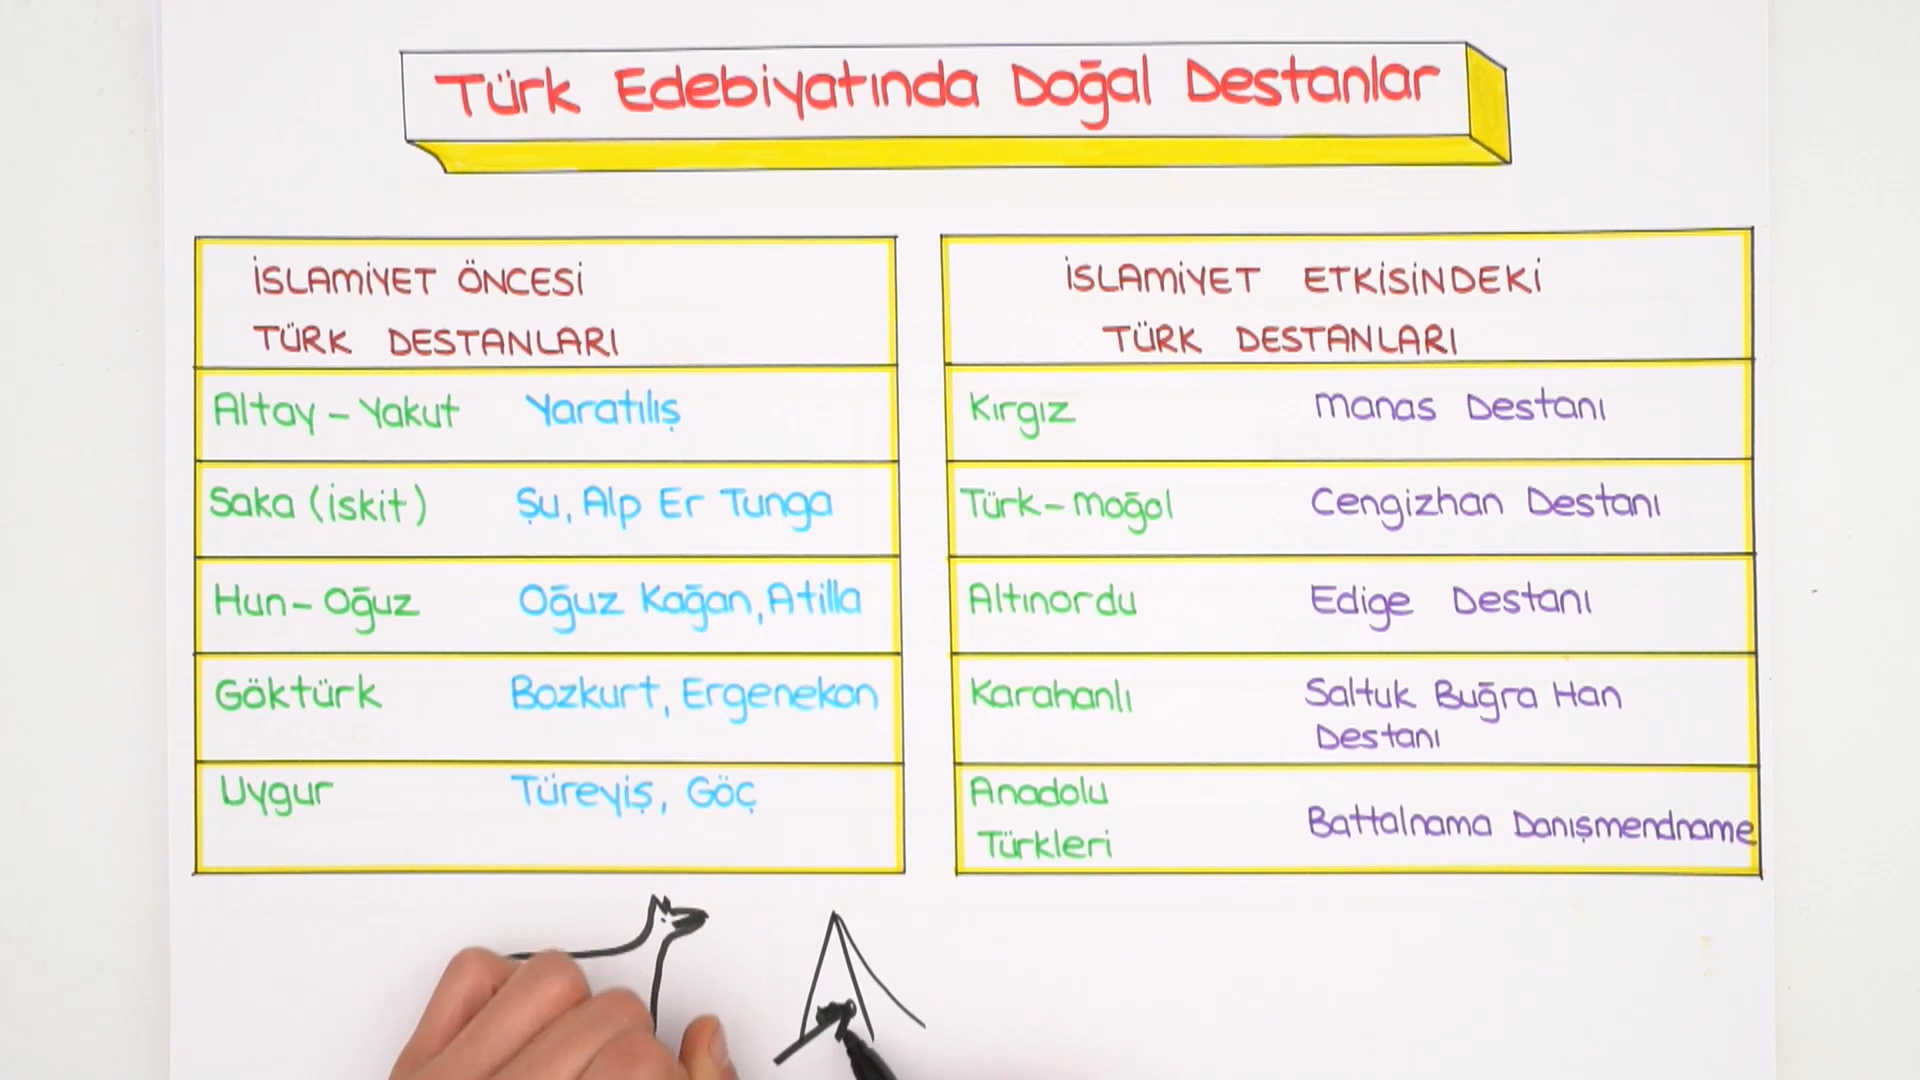 Türk Edebiyatında Doğal Destanlar
İSLAMİYET ÖNCESİ
TÜRK DESTANLARI
Altay - Yakut Yaratılış
Saka (İskit) Şu, Alp Er Tunga
Hun - Oğuz Oğuz Kağan, Atilla
Göktürk Bozkurt, Ergenekon
Uygur Türeyiş, Göç
İSLAMİYET ETKİSİNDEKİ
TÜRK DESTANLARI
Kırgız Manas Destanı
Türk - Moğol Cengizhan Destanı
Altınordu Edige Destanı
Karahanlı Saltuk Buğra Han
Destanı
Anadolu
Türkleri
Battalnama Danışmendname